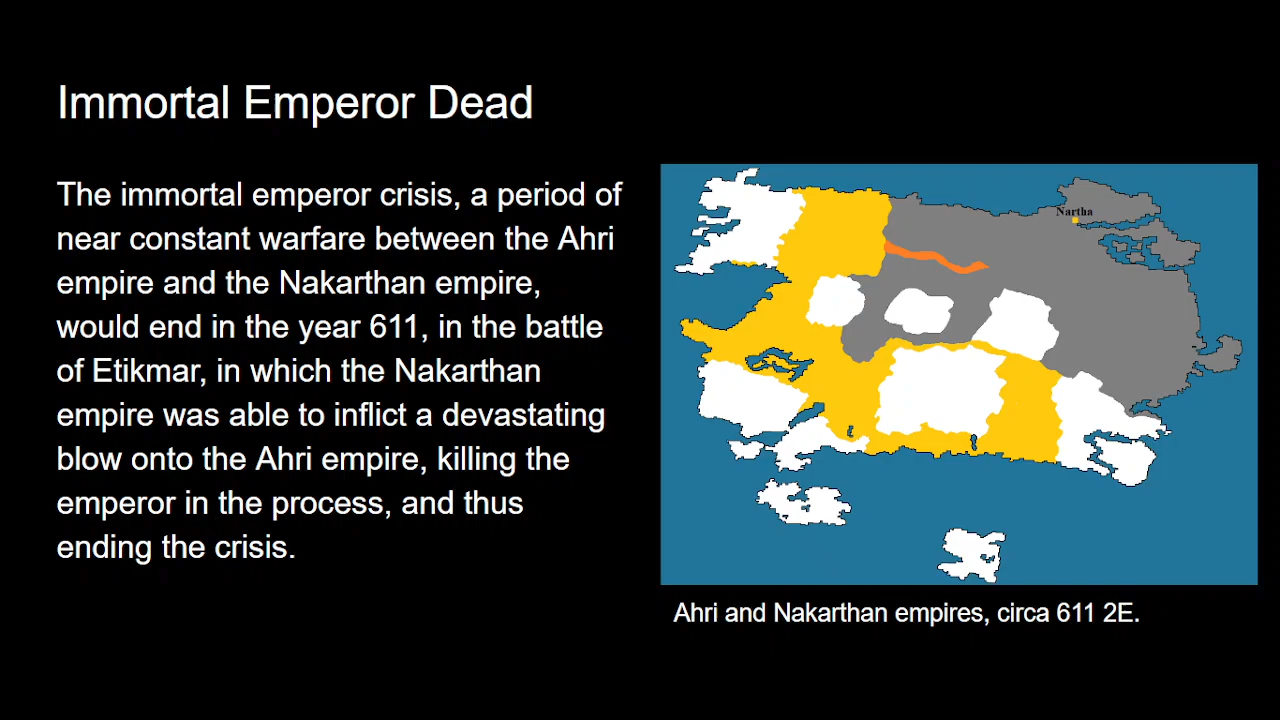 Immortal Emperor Dead
The immortal emperor crisis, a period of
near constant warfare between the Ahri
empire and the Nakarthan empire,
would end in the year 611, in the battle
of Etikmar, in which the Nakarthan
empire was able to inflict a devastating
blow onto the Ahri empire, killing the
emperor in the process, and thus
ending the crisis.
Nartha
Ahri and Nakarthan empires, circa 611 2E.